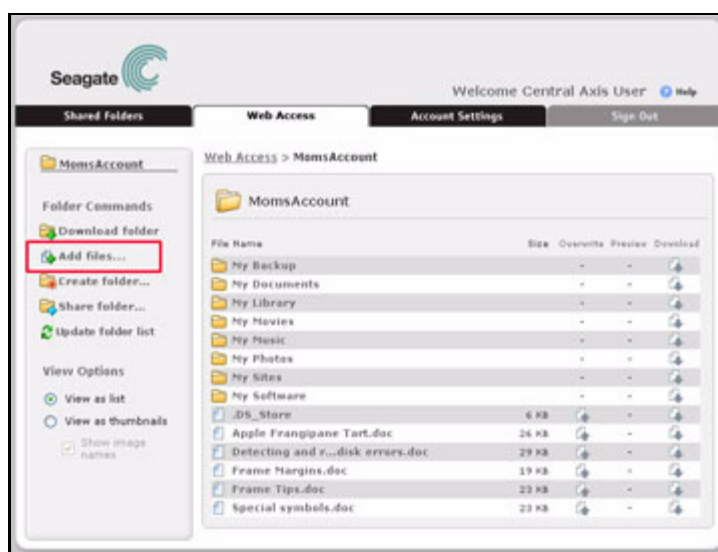 Seagate
Welcome Central Axis User Help
Shared Folders Web Access Account Settings Sign Out
MomsAccount
Folder Commands
Download folder
Add files...
Create folder...
Share folder...
Update folder list
View Options
View as list
View as thumbnails
Show image names
Web Access > MomsAccount
MomsAccount
File Name Size Overwrite Preview Download
My Backup - -
My Documents - -
My Library - -
My Movies - -
My Music - -
My Photos - -
My Sites - -
My Software - -
.DS_Store 6 KB -
Apple Frangipane Tart.doc 26 KB -
Detecting and r...disk errors.doc 29 KB -
Frame Margins.doc 19 KB -
Frame Tips.doc 23 KB -
Special symbols.doc 23 KB -